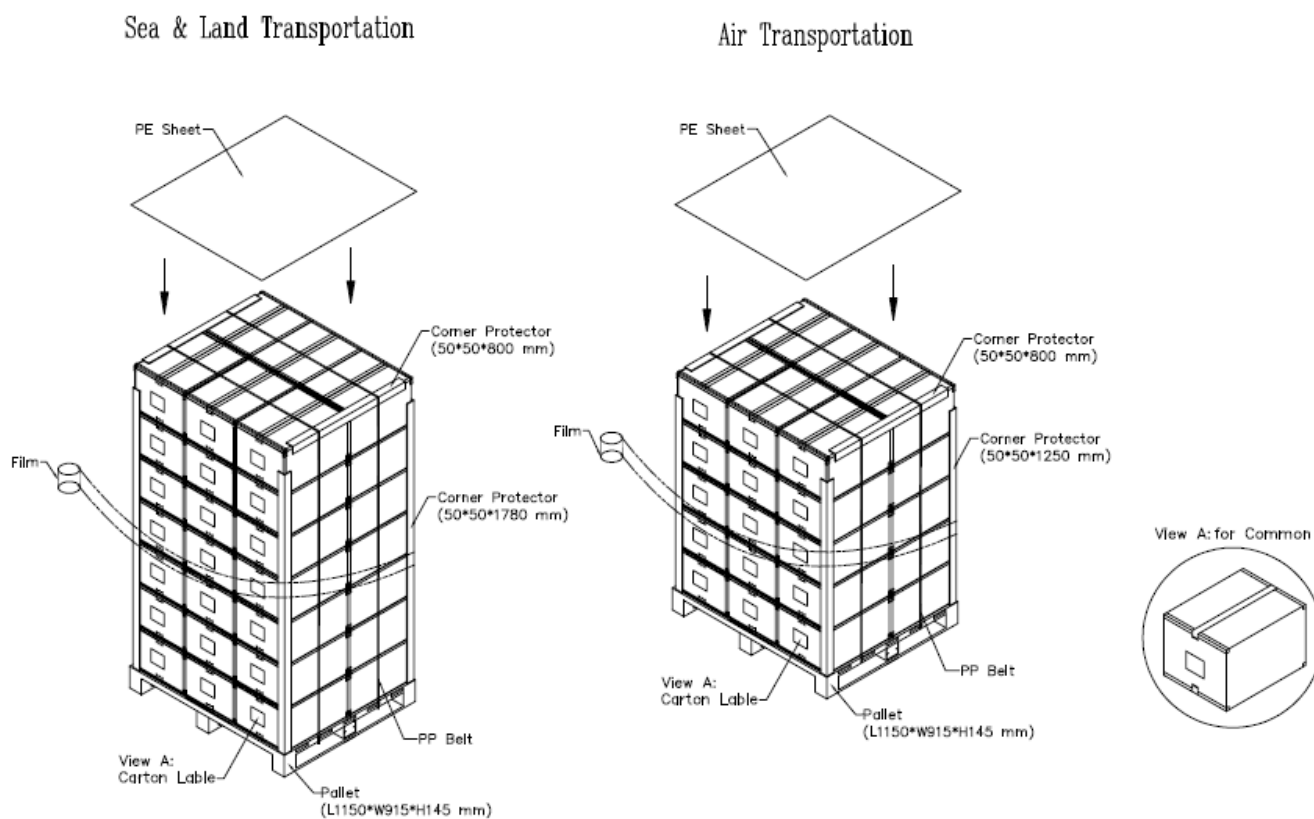 Sea & Land Transportation
PE Sheet
Corner Protector
(50*50*800 mm)
Film
Corner Protector
(50*50*1780 mm)
PP Belt
View A:
Carton Lable
Pallet
(L1150*W915*H145 mm)
Air Transportation
PE Sheet
Corner Protector
(50*50*800 mm)
Film
Corner Protector
(50*50*1250 mm)
PP Belt
View A:
Carton Lable
Pallet
(L1150*W915*H145 mm)
View A: for Common